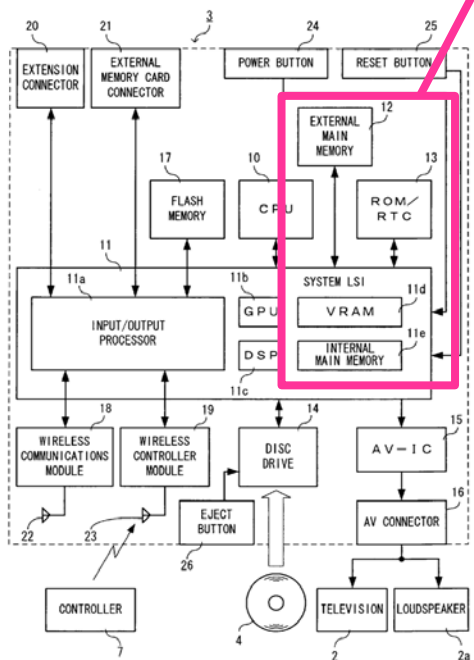 20
21
3
24
25
EXTENSION
CONNECTOR
EXTERNAL
MEMORY CARD
CONNECTOR
POWER BUTTON
RESET BUTTON
12
EXTERNAL
MAIN
MEMORY
17
10
13
FLASH
MEMORY
CPU
ROM/
RTC
11
SYSTEM LSI
11a
11b
11d
INPUT/OUTPUT
PROCESSOR
GPU
VRAM
11e
DSP
INTERNAL
MAIN MEMORY
11c
18
19
14
15
WIRELESS
COMMUNICATIONS
MODULE
WIRELESS
CONTROLLER
MODULE
DISC
DRIVE
AV-IC
16
22
23
EJECT
BUTTON
AV CONNECTOR
26
CONTROLLER
7
4
TELEVISION
LOUDSPEAKER
2
2a